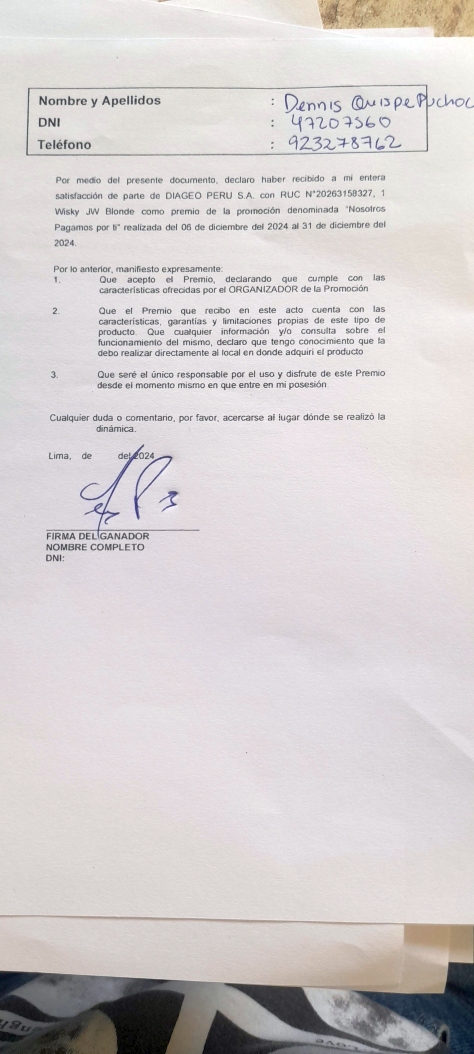 Nombre y Apellidos : Dennis Quispe Puchoc
DNI : 47207560
Teléfono : 923278762
Por medio del presente documento, declaro haber recibido a mi entera
satisfacción de parte de DIAGEO PERU S.A. con RUC N°20263158327, 1
Wisky JW Blonde como premio de la promoción denominada "Nosotros
Pagamos por ti" realizada del 06 de diciembre del 2024 al 31 de diciembre del
2024.
Por lo anterior, manifiesto expresamente:
1. Que acepto el Premio, declarando que cumple con las
características ofrecidas por el ORGANIZADOR de la Promoción
2. Que el Premio que recibo en este acto cuenta con las
características, garantías y limitaciones propias de este tipo de
producto. Que cualquier información y/o consulta sobre el
funcionamiento del mismo, declaro que tengo conocimiento que la
debo realizar directamente al local en donde adquirí el producto
3. Que seré el único responsable por el uso y disfrute de este Premio
desde el momento mismo en que entre en mi posesión.
Cualquier duda o comentario, por favor, acercarse al lugar dónde se realizó la
dinámica.
Lima, de del 2024
FIRMA DEL GANADOR
NOMBRE COMPLETO
DNI: